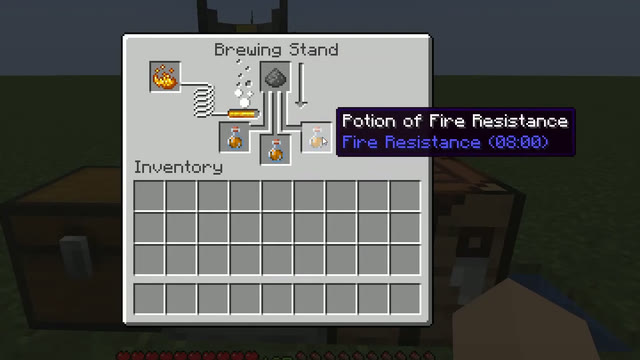 Brewing Stand
Potion of Fire Resistance
Fire Resistance (08:00)
Inventory